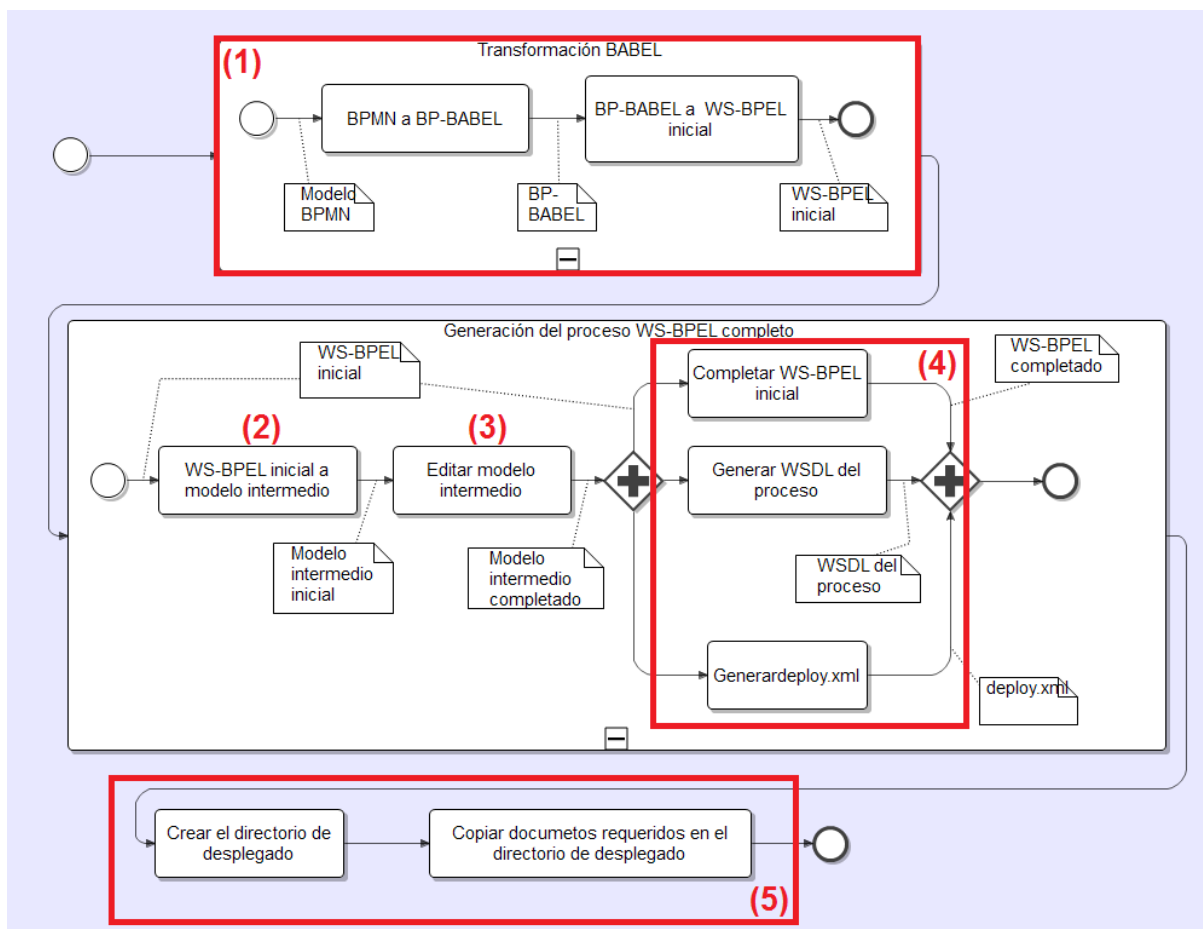 Transformación BABEL
(1)
BPMN a BP-BABEL
BP-BABEL a WS-BPEL
inicial
Modelo
BPMN
BP-
BABEL
WS-BPEL
inicial
Generación del proceso WS-BPEL completo
WS-BPEL
inicial
(4)
WS-BPEL
completado
Completar WS-BPEL
inicial
(2)
(3)
WS-BPEL inicial a
modelo intermedio
Editar modelo
intermedio
Generar WSDL del
proceso
Modelo
intermedio
inicial
Modelo
intermedio
completado
WSDL del
proceso
Generardeploy.xml
deploy.xml
Crear el directorio de
desplegado
Copiar documetos requeridos en el
directorio de desplegado
(5)